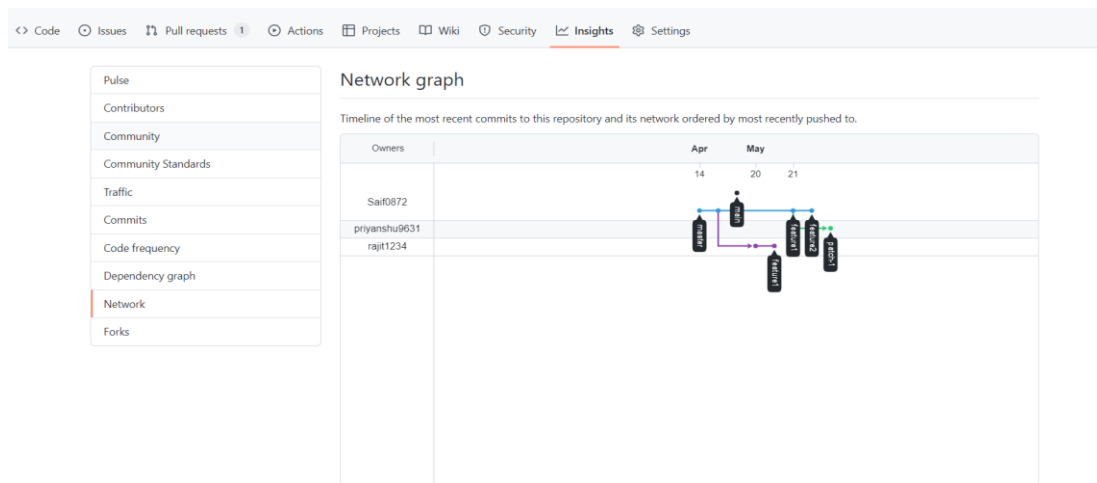 <> Code Issues Pull requests 1 Actions Projects Wiki Security Insights Settings
Pulse
Contributors
Community
Community Standards
Traffic
Commits
Code frequency
Dependency graph
Network
Forks
Network graph
Timeline of the most recent commits to this repository and its network ordered by most recently pushed to.
Owners Apr May
14 20 21
Saif0872
priyanshu9631
rajit1234
main
master
feature1
feature2
patch-1
feature1